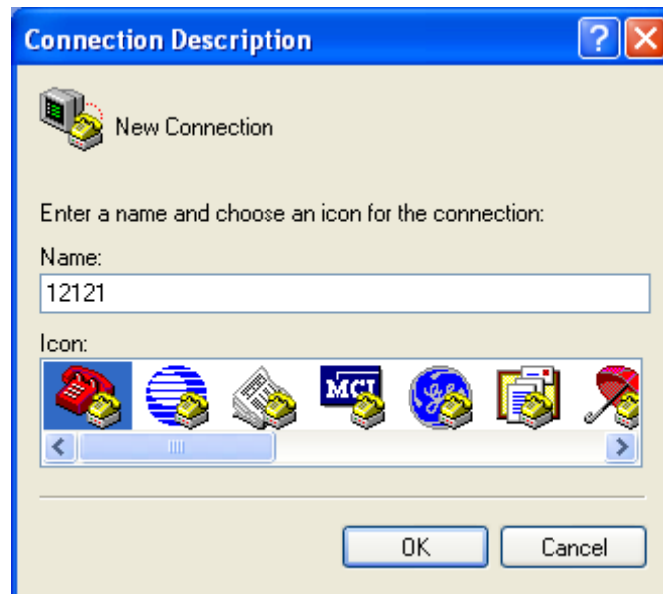 Connection Description
New Connection
Enter a name and choose an icon for the connection:
Name:
12121
Icon:
MCI
OK Cancel